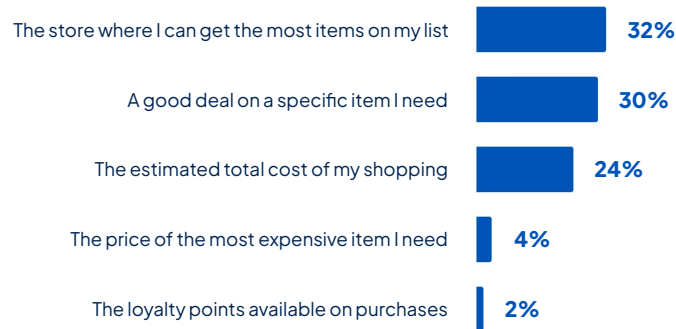 The store where I can get the most items on my list 32%
A good deal on a specific item I need 30%
The estimated total cost of my shopping 24%
The price of the most expensive item I need 4%
The loyalty points available on purchases 2%